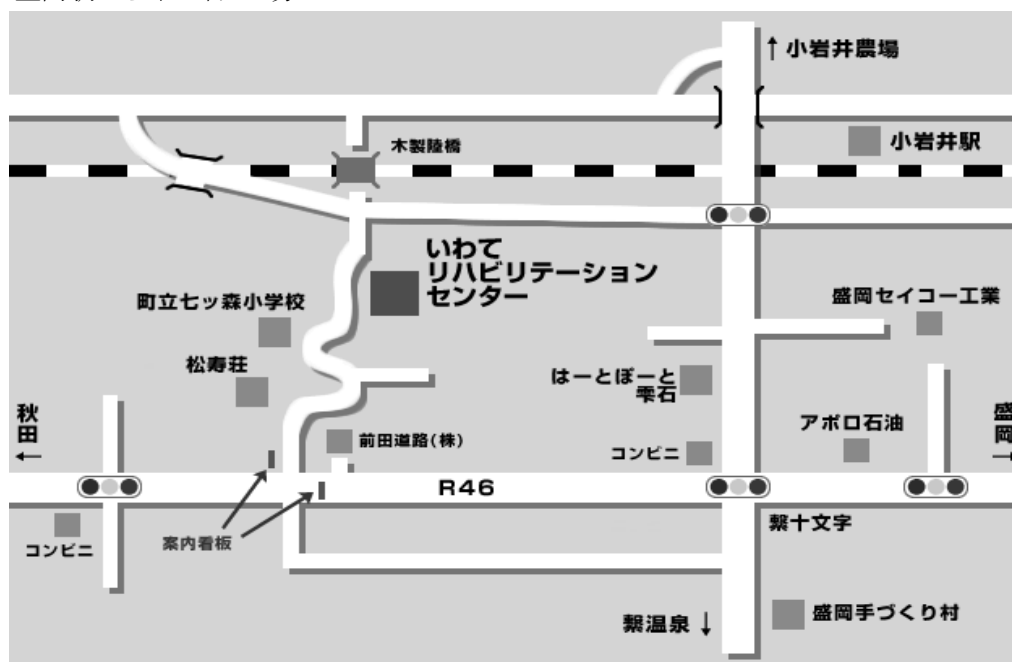 ↑ 小岩井農場
小岩井駅
木製陸橋
いわて
リハビリテーション
センター
町立七ッ森小学校
松寿荘
盛岡セイコー工業
はーとぽーと
雫石
アポロ石油
秋田
←
盛岡
→
前田道路(株)
コンビニ
R46
繋十文字
コンビニ
案内看板
繋温泉 ↓
盛岡手づくり村